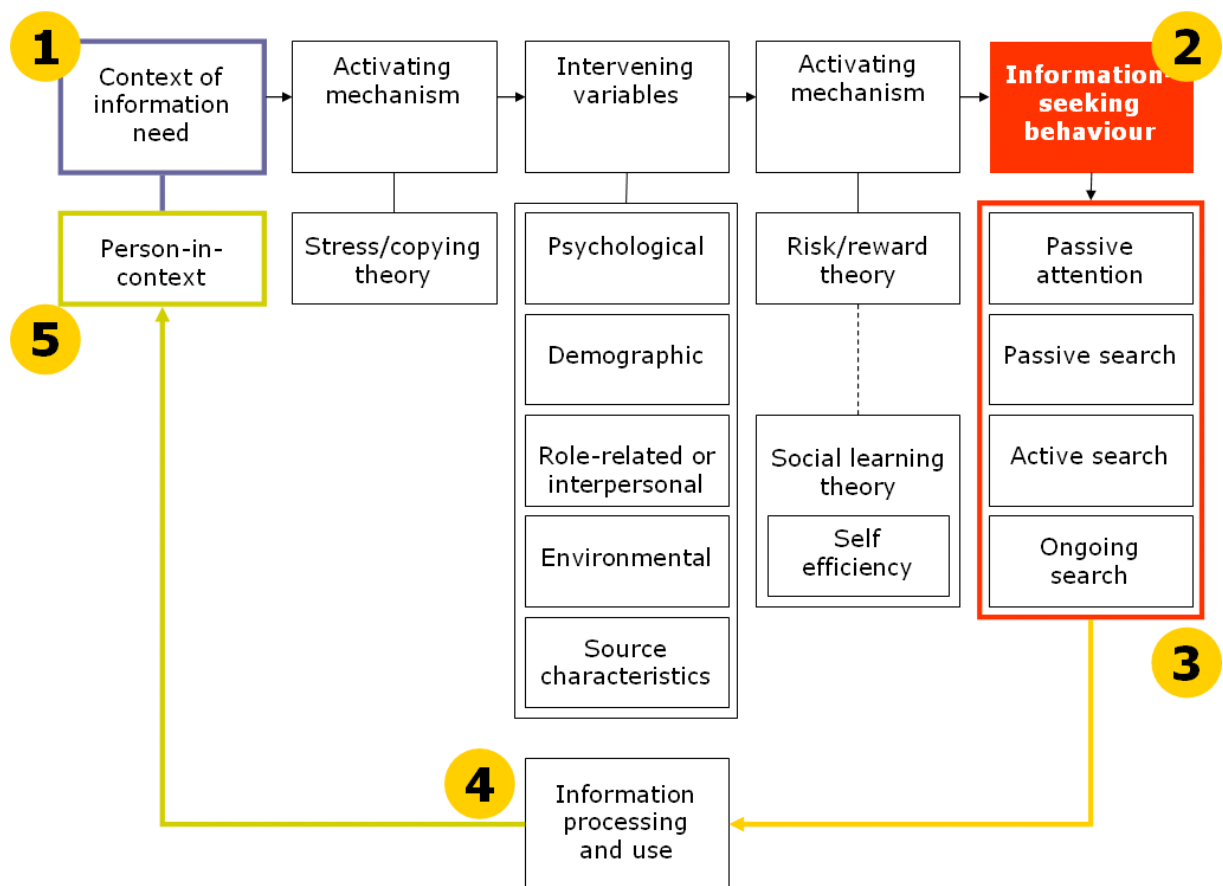 1
Context of
information
need
Activating
mechanism
Intervening
variables
Activating
mechanism
2
Information-
seeking
behaviour
Person-in-
context
5
Stress/copying
theory
Psychological
Demographic
Role-related or
interpersonal
Environmental
Source
characteristics
Risk/reward
theory
Social learning
theory
Self
efficiency
Passive
attention
Passive search
Active search
Ongoing
search
3
4
Information
processing
and use